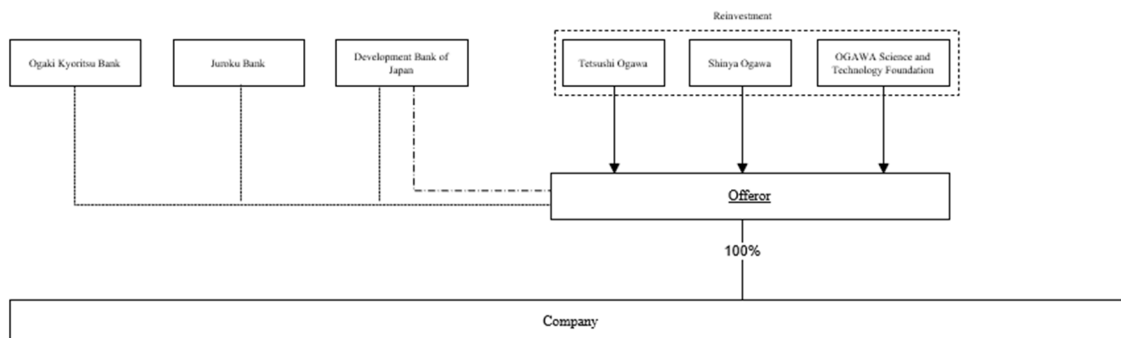 Reinvestment
Ogaki Kyoritsu Bank
Juroku Bank
Development Bank of
Japan
Tetsushi Ogawa
Shinya Ogawa
OGAWA Science and
Technology Foundation
Offeror
100%
Company